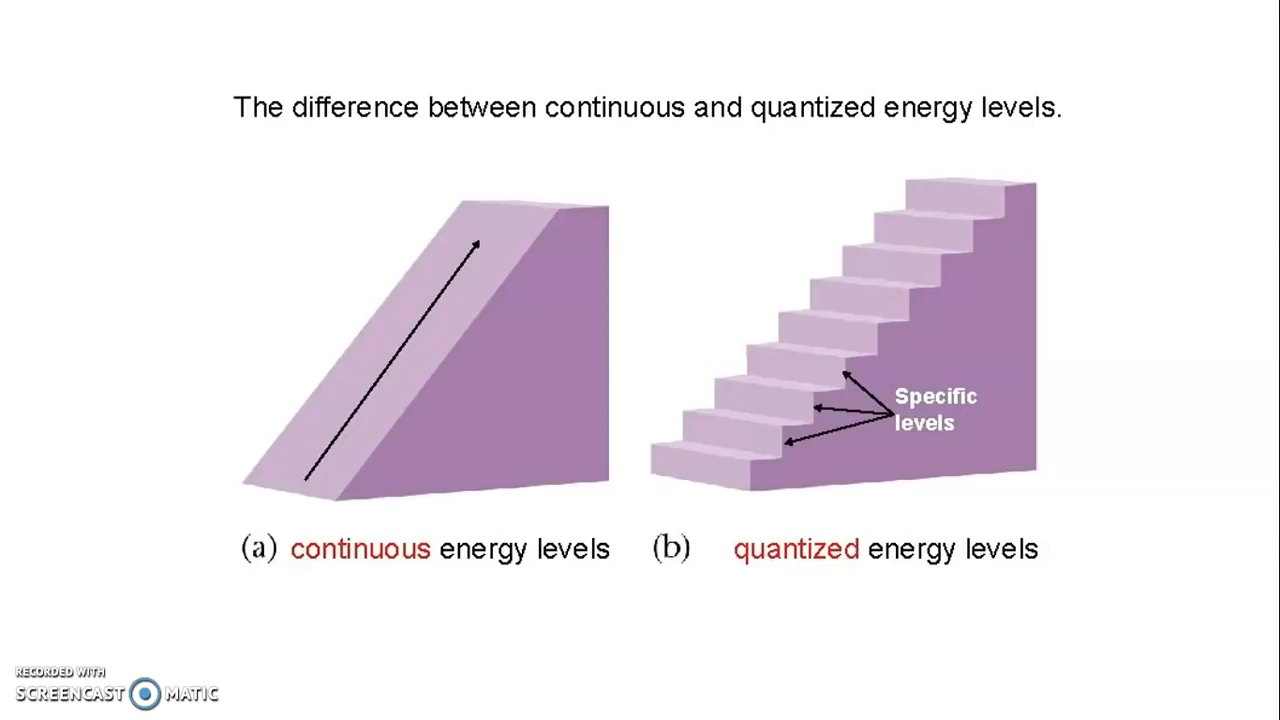 The difference between continuous and quantized energy levels.
Specific
levels
(a) continuous energy levels
(b) quantized energy levels
RECORDED WITH
SCREENCAST MATIC